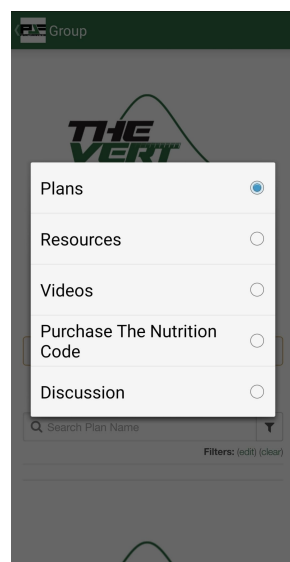 Group
THE
VERT
Plans
Resources
Videos
Purchase The Nutrition
Code
Discussion
Search Plan Name
Filters: (edit) (clear)